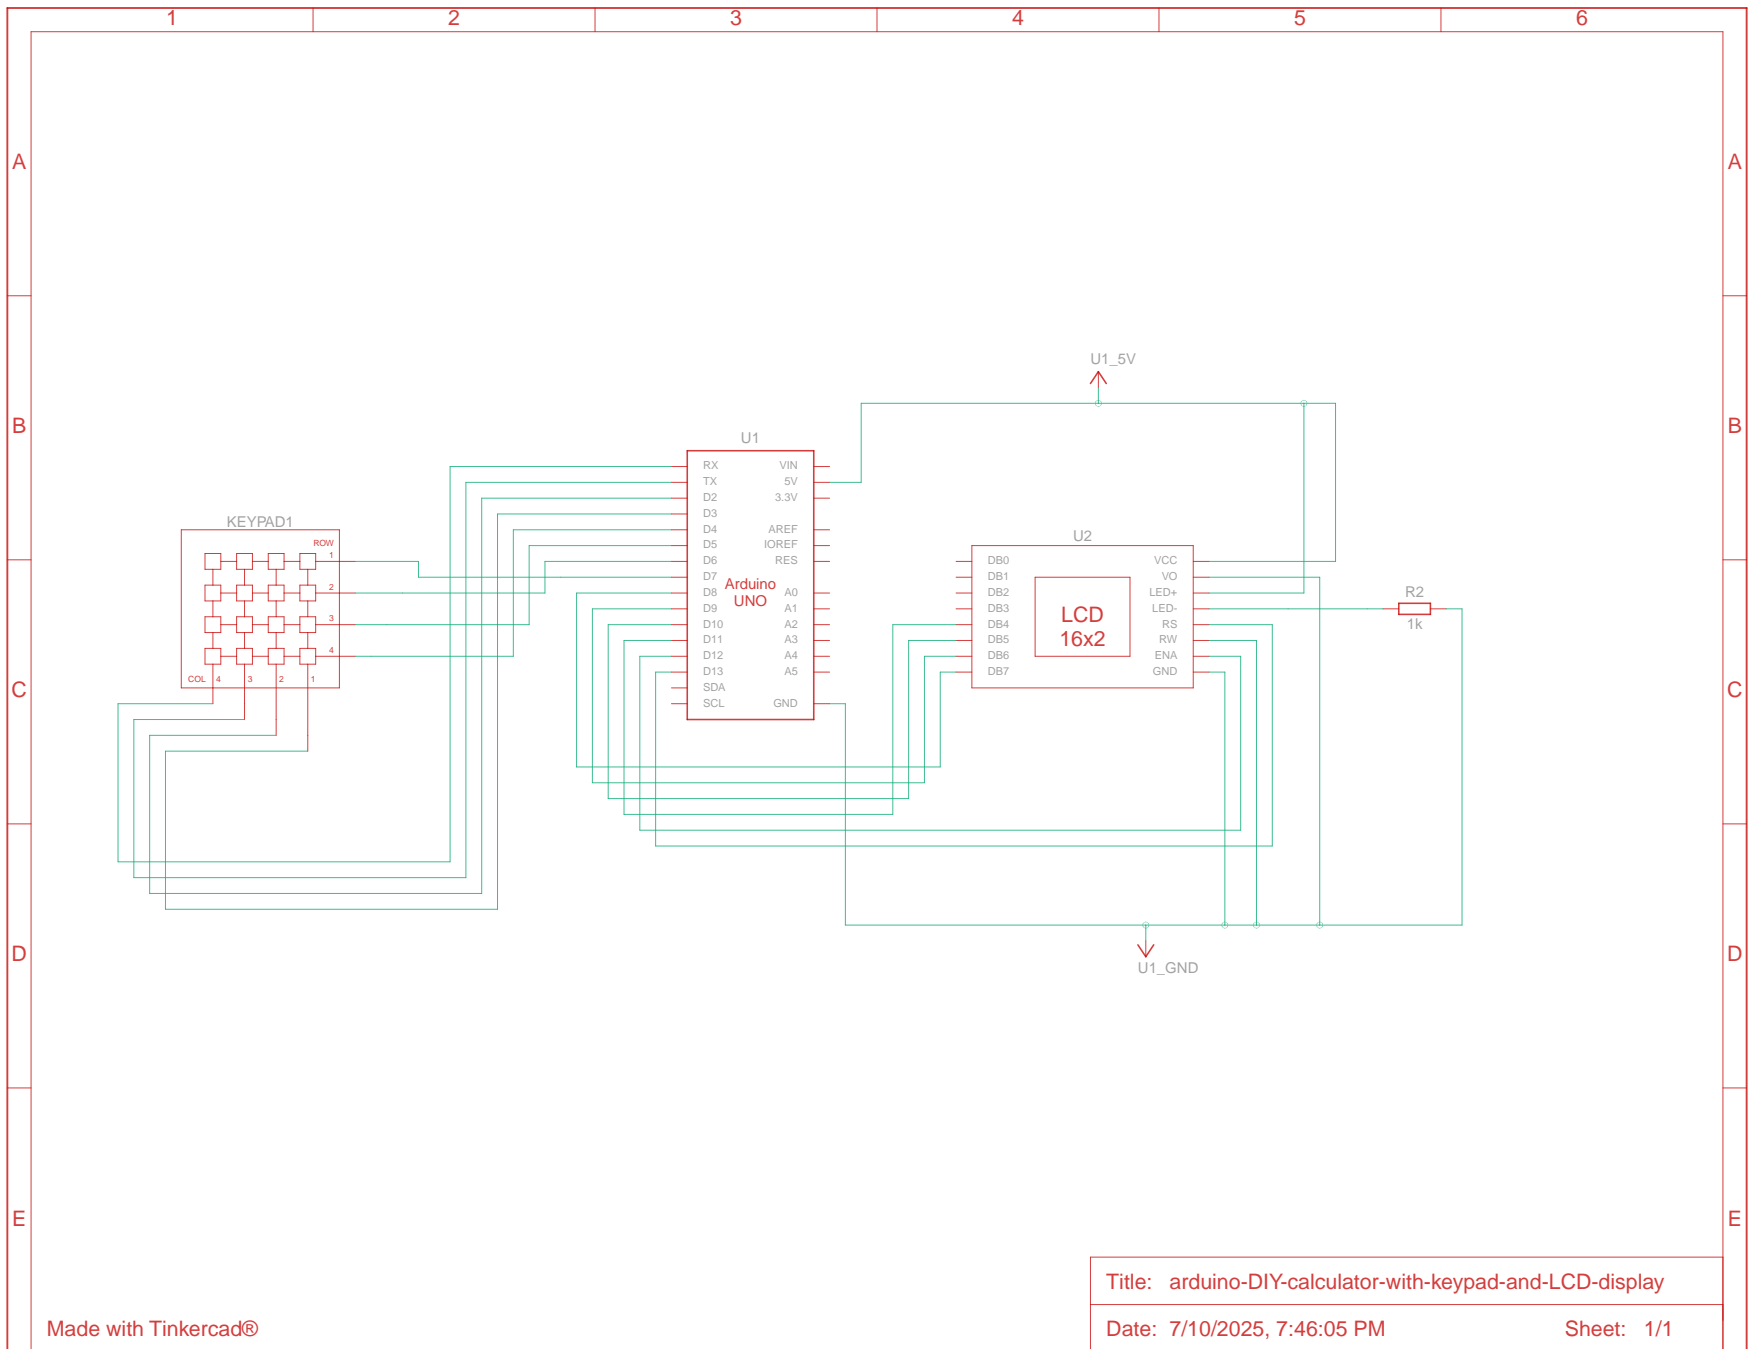 1 2 3 4 5 6
A A
U1_5V
B B
U1
RX VIN
TX 5V
D2 3.3V
D3
D4 AREF
D5 IOREF
D6 RES
D7
D8 A0
D9 A1
D10 A2
D11 A3
D12 A4
D13 A5
SDA
SCL GND
Arduino
UNO
KEYPAD1
ROW
1
2
3
4
COL 4 3 2 1
U2
DB0 VCC
DB1 VO
DB2 LED+
DB3 LED-
DB4 RS
DB5 RW
DB6 ENA
DB7 GND
LCD
16x2
R2
1k
C C
D D
U1_GND
E E
Title: arduino-DIY-calculator-with-keypad-and-LCD-display
Made with Tinkercad®
Date: 7/10/2025, 7:46:05 PM Sheet: 1/1